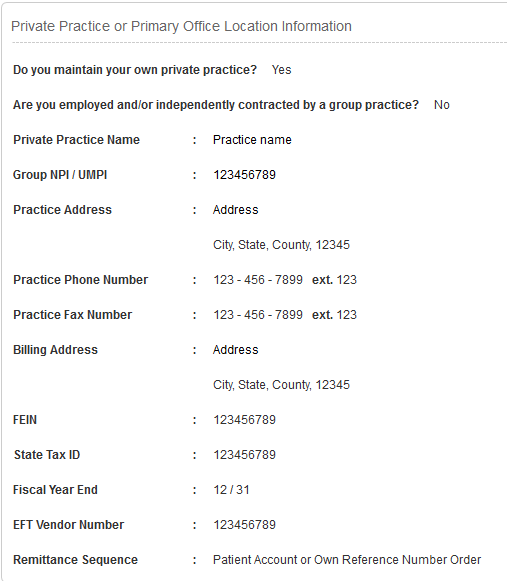 Private Practice or Primary Office Location Information
Do you maintain your own private practice? Yes
Are you employed and/or independently contracted by a group practice? No
Private Practice Name : Practice name
Group NPI / UMPI : 123456789
Practice Address : Address
City, State, County, 12345
Practice Phone Number : 123 - 456 - 7899 ext. 123
Practice Fax Number : 123 - 456 - 7899 ext. 123
Billing Address : Address
City, State, County, 12345
FEIN : 123456789
State Tax ID : 123456789
Fiscal Year End : 12 / 31
EFT Vendor Number : 123456789
Remittance Sequence : Patient Account or Own Reference Number Order